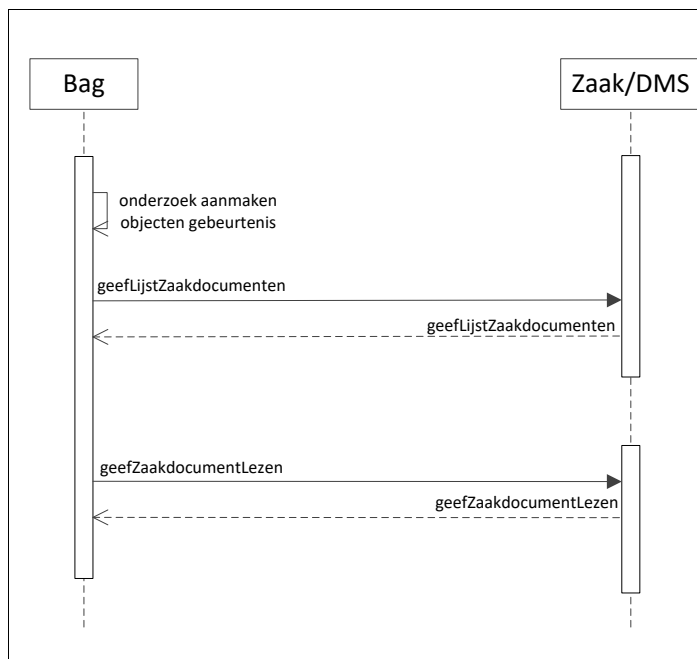 Bag
Zaak/DMS
onderzoek aanmaken
objecten gebeurtenis
geefLijstZaakdocumenten
geefLijstZaakdocumenten
geefZaakdocumentLezen
geefZaakdocumentLezen